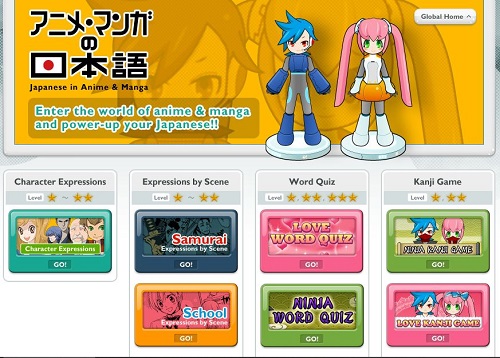 アニメ・マンガ
の
日本語
Japanese in Anime & Manga
Global Home
Enter the world of anime & manga
and power-up your Japanese!!
Character Expressions
Level ★ ~ ★★
Character Expressions
GO!
Expressions by Scene
Level ★ ~ ★★
Samurai
Expressions by Scene
GO!
School
Expressions by Scene
GO!
Word Quiz
Level ★・★★・★★★
LOVE
WORD QUIZ
GO!
NINJA
WORD QUIZ
GO!
Kanji Game
Level ★・★★
NINJA KANJI GAME
GO!
LOVE KANJI GAME
GO!